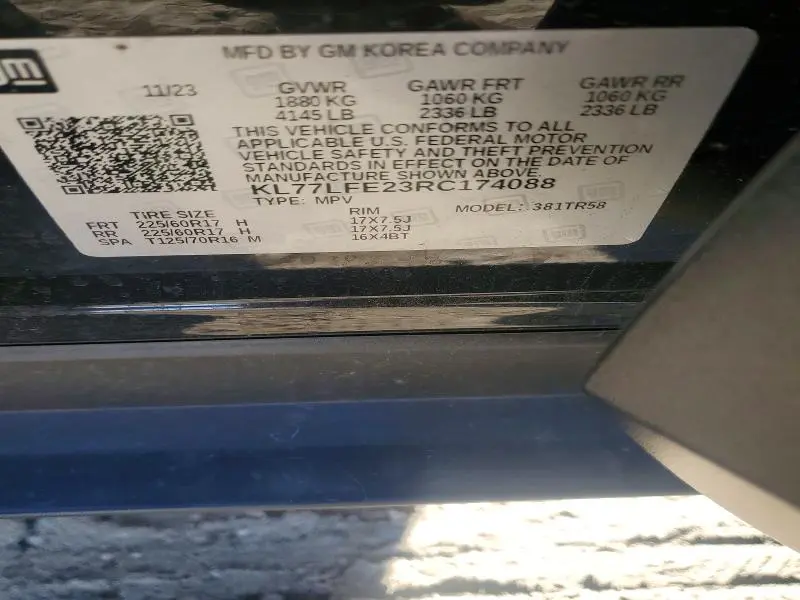 gm
MFD BY GM KOREA COMPANY
11/23 GVWR GAWR FRT GAWR RR
1880 KG 1060 KG 1060 KG
4145 LB 2336 LB 2336 LB
THIS VEHICLE CONFORMS TO ALL
APPLICABLE U.S. FEDERAL MOTOR
VEHICLE SAFETY AND THEFT PREVENTION
STANDARDS IN EFFECT ON THE DATE OF
MANUFACTURE SHOWN ABOVE.
KL77LFE23RC174088
TYPE: MPV MODEL: 381TR58
TIRE SIZE RIM
FRT 225/60R17 H 17X7.5J
RR 225/60R17 H 17X7.5J
SPA T125/70R16 M 16X4BT